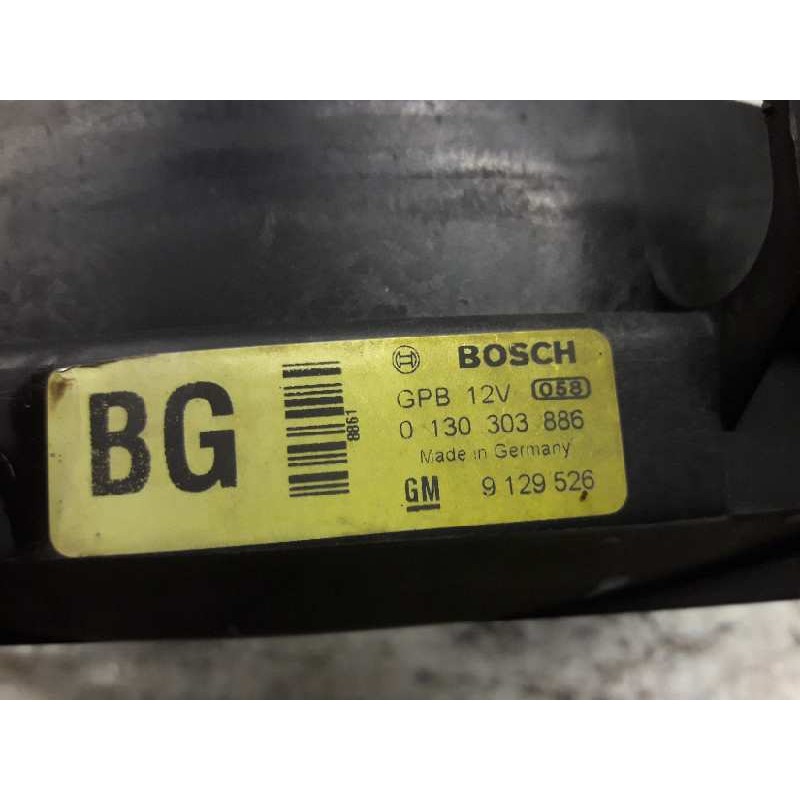 BG
8861
BOSCH
GPB 12V 058
0 130 303 886
Made in Germany
GM 9 129 526